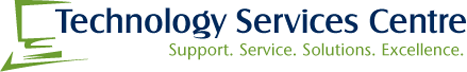 Technology Services Centre
Support. Service. Solutions. Excellence.